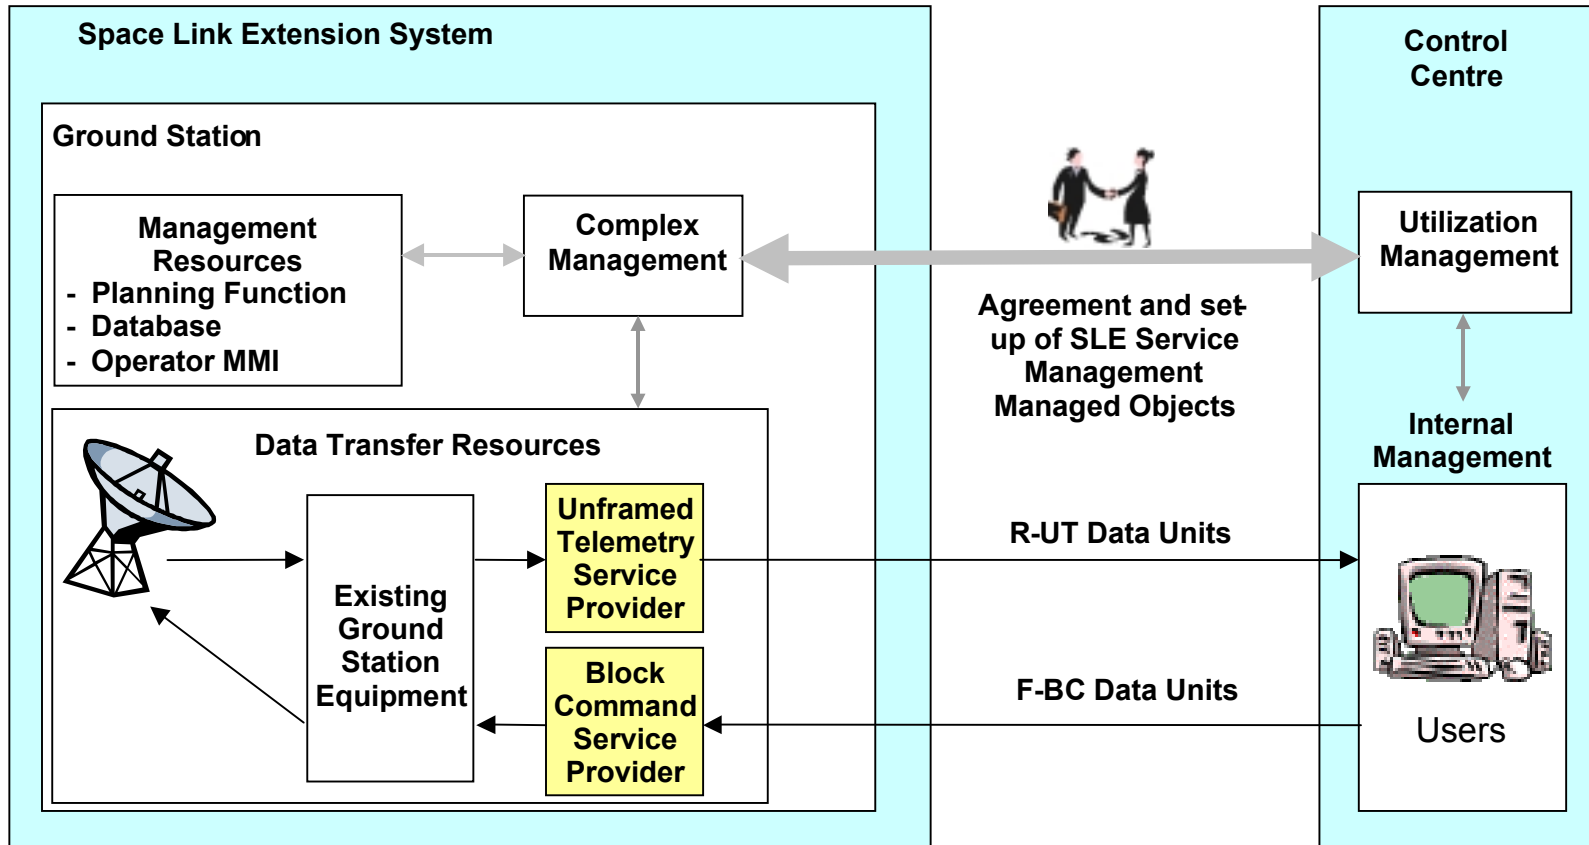 Space Link Extension System
Control
Centre
Ground Station
Management
Resources
- Planning Function
- Database
- Operator MMI
Complex
Management
Utilization
Management
Agreement and set-
up of SLE Service
Management
Managed Objects
Internal
Management
Data Transfer Resources
Existing
Ground
Station
Equipment
Unframed
Telemetry
Service
Provider
Block
Command
Service
Provider
R-UT Data Units
F-BC Data Units
Users